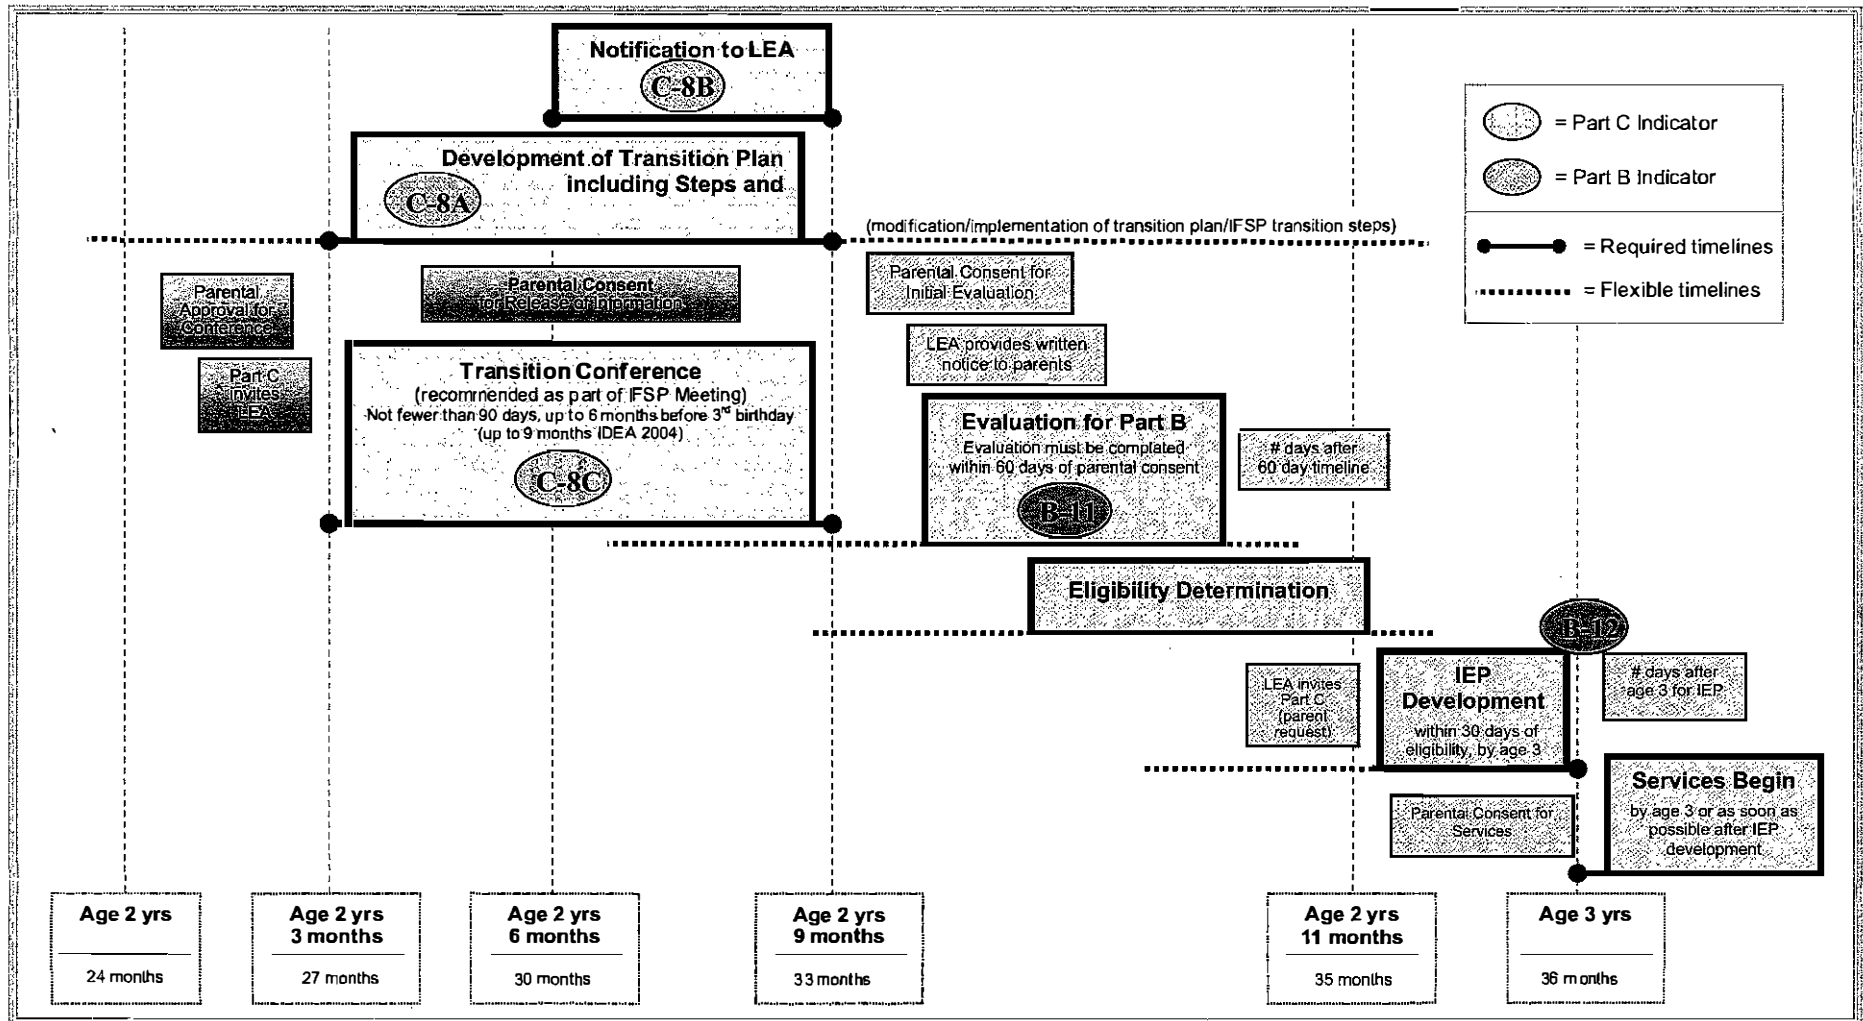 Notification to LEA
C-8B
Development of Transition Plan
including Steps and
C-8A
(modification/implementation of transition plan/IFSP transition steps)
= Part C Indicator
= Part B Indicator
= Required timelines
= Flexible timelines
Parental
Approval for
Conference
Part C
invites
LEA
Parental Consent
for Release of Information
Transition Conference
(recommended as part of IFSP Meeting)
Not fewer than 90 days, up to 6 months before 3rd birthday
(up to 9 months IDEA 2004)
C-8C
Parental Consent for
Initial Evaluation
LEA provides written
notice to parents
Evaluation for Part B
Evaluation must be completed
within 60 days of parental consent
B-11
# days after
60 day timeline
Eligibility Determination
B-12
LEA invites
Part C
(parent
request)
IEP
Development
within 30 days of
eligibility, by age 3
# days after
age 3 for IEP
Parental Consent for
Services
Services Begin
by age 3 or as soon as
possible after IEP
development
Age 2 yrs
24 months
Age 2 yrs
3 months
27 months
Age 2 yrs
6 months
30 months
Age 2 yrs
9 months
33 months
Age 2 yrs
11 months
35 months
Age 3 yrs
36 months